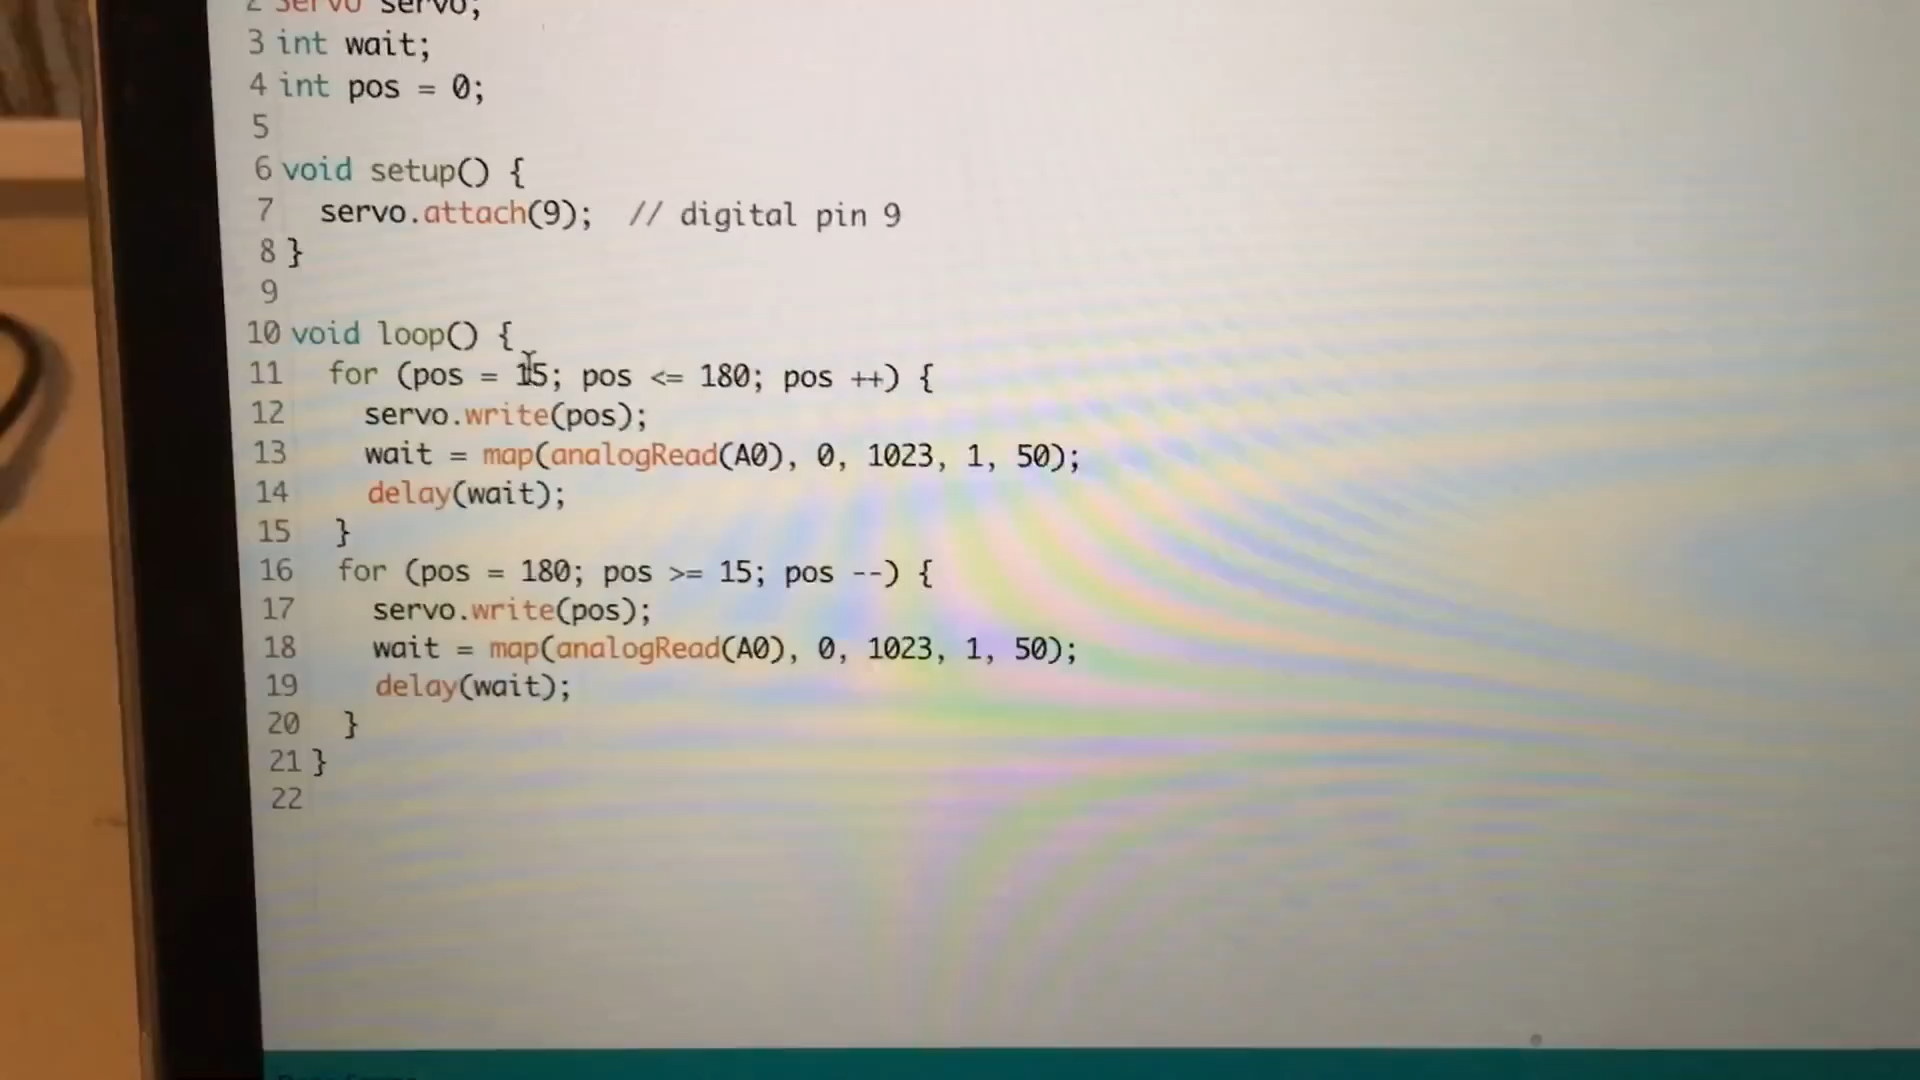 2 Servo servo;
3 int wait;
4 int pos = 0;
5
6 void setup() {
7 servo.attach(9); // digital pin 9
8 }
9
10 void loop() {
11 for (pos = 15; pos <= 180; pos ++) {
12 servo.write(pos);
13 wait = map(analogRead(A0), 0, 1023, 1, 50);
14 delay(wait);
15 }
16 for (pos = 180; pos >= 15; pos --) {
17 servo.write(pos);
18 wait = map(analogRead(A0), 0, 1023, 1, 50);
19 delay(wait);
20 }
21 }
22